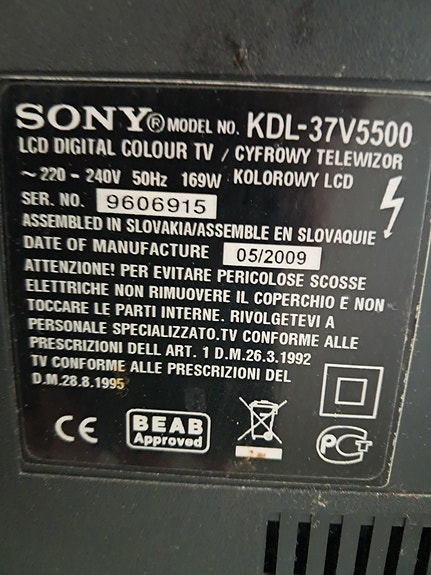 SONY® MODEL NO. KDL-37V5500
LCD DIGITAL COLOUR TV / CYFROWY TELEWIZOR
~ 220 - 240V 50Hz 169W KOLOROWY LCD
SER. NO. 9606915
ASSEMBLED IN SLOVAKIA/ASSEMBLE EN SLOVAQUIE
DATE OF MANUFACTURE 05/2009
ATTENZIONE! PER EVITARE PERICOLOSE SCOSSE
ELETTRICHE NON RIMUOVERE IL COPERCHIO E NON
TOCCARE LE PARTI INTERNE. RIVOLGETEVI A
PERSONALE SPECIALIZZATO.TV CONFORME ALLE
PRESCRIZIONI DELL ART. 1 D.M.26.3.1992
TV CONFORME ALLE PRESCRIZIONI DEL
D.M.28.8.1995
CE
BEAB
Approved
PCT